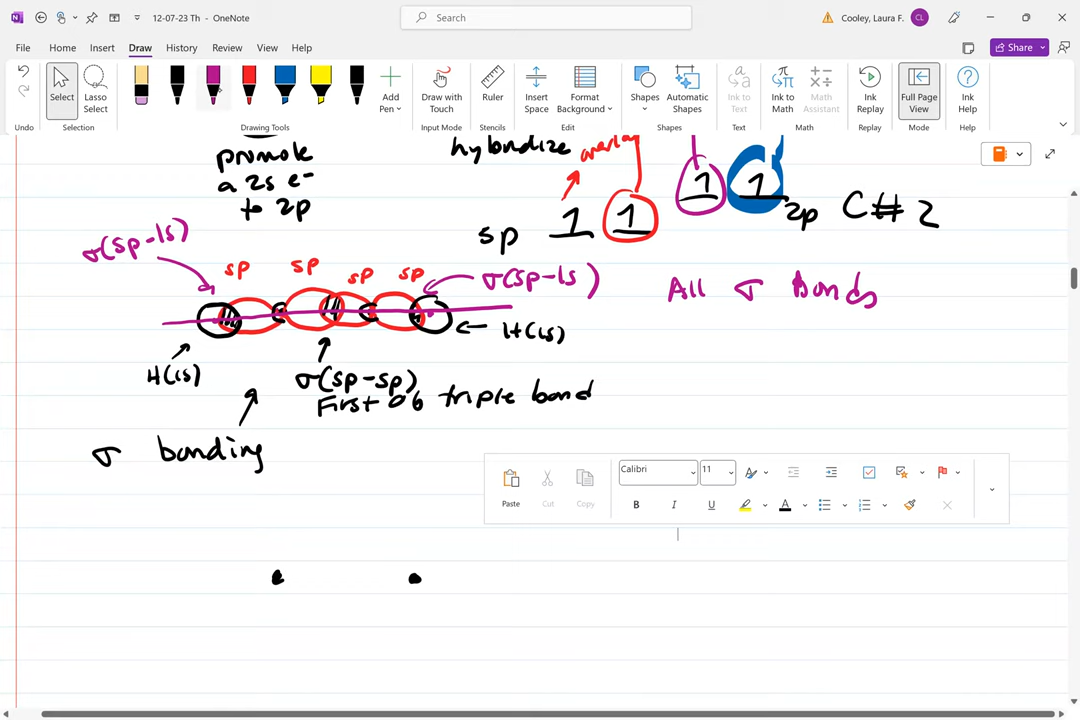 12-07-23 Th - OneNote
Search
Cooley, Laura F.
CL
File Home Insert Draw History Review View Help
Share
Select
Lasso Select
Add Pen
Draw with Touch
Ruler
Insert Space
Format Background
Shapes
Automatic Shapes
Ink to Text
Ink to Math
Math Assistant
Ink Replay
Full Page View
Ink Help
Undo
Selection
Drawing Tools
Input Mode
Stencils
Edit
Shapes
Text
Math
Replay
Mode
Help
promote
a 2s e-
to 2p
hybridize
overlap
sp 1 1
1 1 2p C#2
σ(sp-1s)
sp sp sp sp
σ(sp-1s)
All σ Bonds
H(1s)
H(1s)
σ(sp-sp)
First of triple bond
σ bonding
Calibri 11
Paste Cut Copy
B I U A